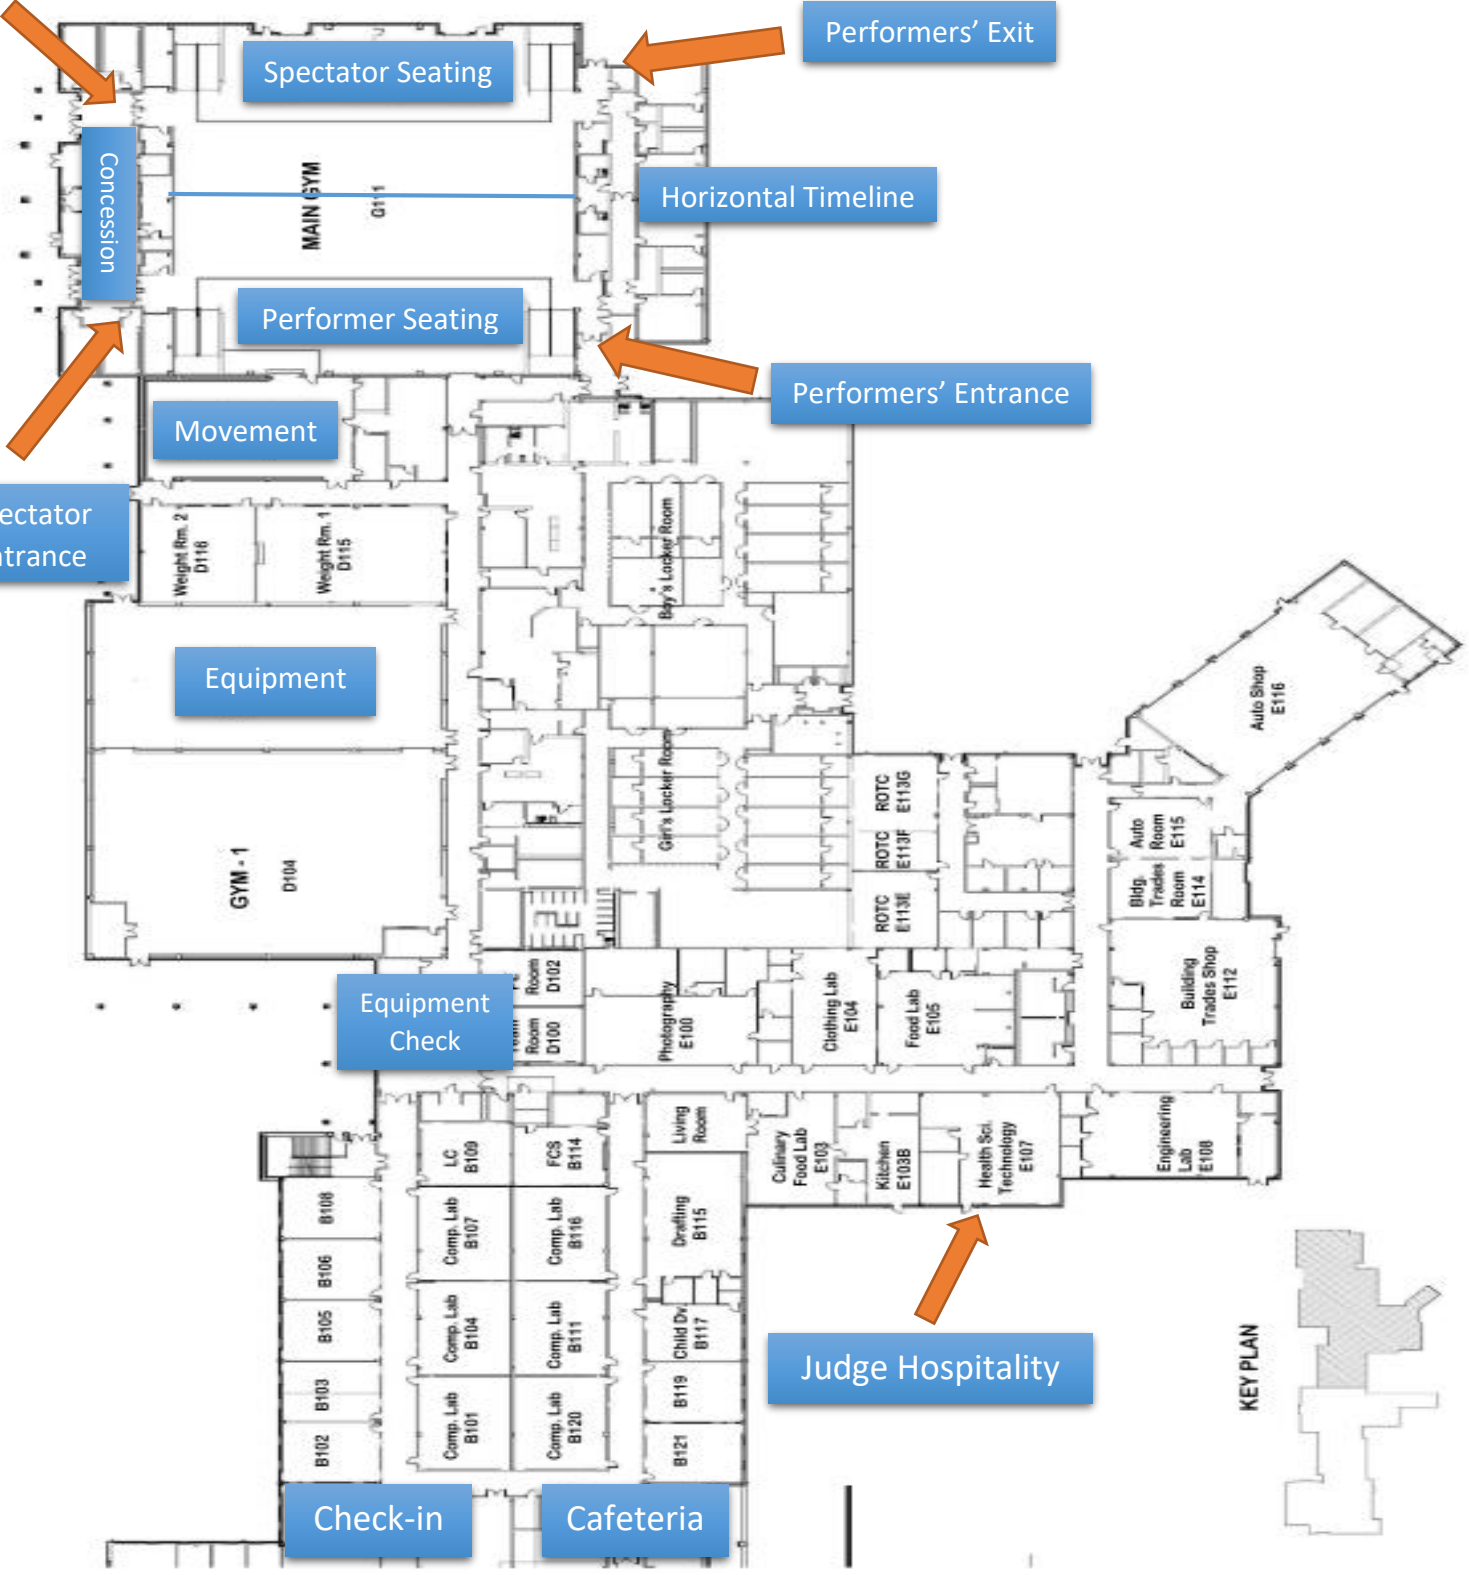 Performers' Exit
Spectator Seating
Concession
MAIN GYM
G111
Horizontal Timeline
Performer Seating
Performers' Entrance
Movement
ectator
trance
Weight Rm. 2
D116
Weight Rm. 1
D115
Boy's Locker Room
Equipment
Auto Shop
E116
Girl's Locker Room
ROTC
E113G
ROTC
E113F
ROTC
E113E
Auto
Room
E115
Bldg.
Trades
Room
E114
GYM - 1
D104
Equipment
Check
Room
D102
Room
D100
Photography
E100
Clothing Lab
E104
Food Lab
E105
Building
Trades Shop
E112
LC
B109
FCS
B114
Living
Room
Culinary
Food Lab
E103
Kitchen
E103B
Health Sci.
Technology
E107
Engineering
Lab
E108
B108
Comp. Lab
B107
Comp. Lab
B116
Drafting
B115
B106
B105
Comp. Lab
B104
Comp. Lab
B111
Child Dv.
B117
Judge Hospitality
KEY PLAN
B103
B102
Comp. Lab
B101
Comp. Lab
B120
B119
B121
Check-in
Cafeteria